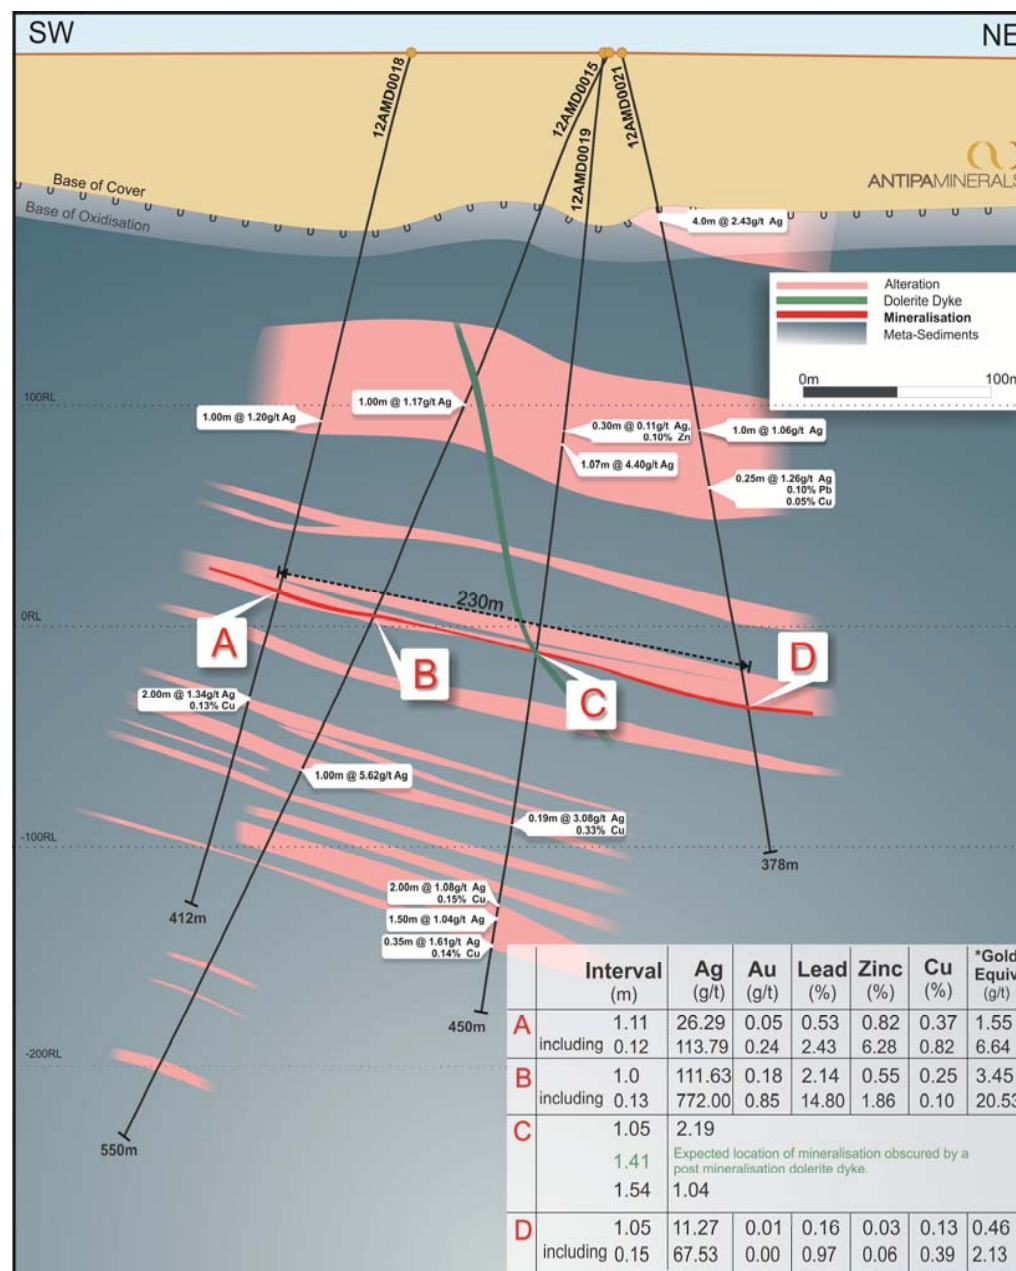 SW
NE
12AMD0018
12AMD0015
12AMD0019
12AMD0021
ANTIPAMINERALS
Base of Cover
Base of Oxidisation
4.0m @ 2.43g/t Ag
Alteration
Dolerite Dyke
Mineralisation
Meta-Sediments
0m 100m
100RL
1.00m @ 1.20g/t Ag
1.00m @ 1.17g/t Ag
0.30m @ 0.11g/t Ag,
0.10% Zn
1.0m @ 1.06g/t Ag
1.07m @ 4.40g/t Ag
0.25m @ 1.26g/t Ag
0.10% Pb
0.05% Cu
230m
0RL
A
B
C
D
2.00m @ 1.34g/t Ag
0.13% Cu
1.00m @ 5.62g/t Ag
0.19m @ 3.08g/t Ag
0.33% Cu
-100RL
378m
2.00m @ 1.08g/t Ag
0.15% Cu
412m
1.50m @ 1.04g/t Ag
0.35m @ 1.61g/t Ag
0.14% Cu
450m
-200RL
550m
Interval (m) Ag (g/t) Au (g/t) Lead (%) Zinc (%) Cu (%) *Gold Equiv (g/t)
A 1.11 26.29 0.05 0.53 0.82 0.37 1.55
including 0.12 113.79 0.24 2.43 6.28 0.82 6.64
B 1.0 111.63 0.18 2.14 0.55 0.25 3.45
including 0.13 772.00 0.85 14.80 1.86 0.10 20.53
C 1.05 2.19
1.41 Expected location of mineralisation obscured by a
post mineralisation dolerite dyke.
1.54 1.04
D 1.05 11.27 0.01 0.16 0.03 0.13 0.46
including 0.15 67.53 0.00 0.97 0.06 0.39 2.13